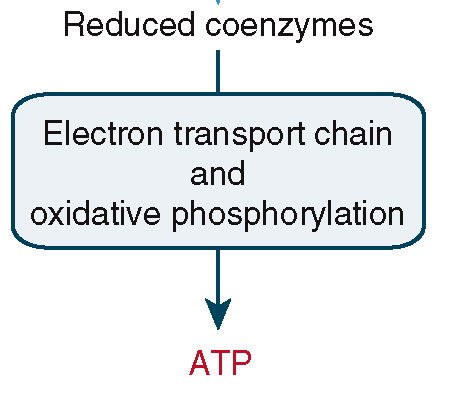 Reduced coenzymes
Electron transport chain
and
oxidative phosphorylation
ATP